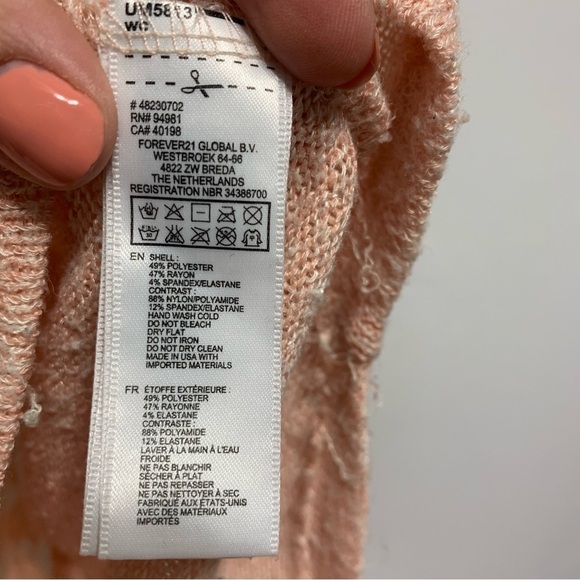 UM5813
WC
# 48230702
RN# 94981
CA# 40198
FOREVER21 GLOBAL B.V.
WESTBROEK 64-66
4822 ZW BREDA
THE NETHERLANDS
REGISTRATION NBR 34388700
EN SHELL :
49% POLYESTER
47% RAYON
4% SPANDEX/ELASTANE
CONTRAST :
88% NYLON/POLYAMIDE
12% SPANDEX/ELASTANE
HAND WASH COLD
DO NOT BLEACH
DRY FLAT
DO NOT IRON
DO NOT DRY CLEAN
MADE IN USA WITH
IMPORTED MATERIALS
FR ÉTOFFE EXTÉRIEURE :
49% POLYESTER
47% RAYONNE
4% ELASTANE
CONTRASTE :
88% POLYAMIDE
12% ELASTANE
LAVER À LA MAIN À L'EAU
FROIDE
NE PAS BLANCHIR
SÉCHER À PLAT
NE PAS REPASSER
NE PAS NETTOYER À SEC
FABRIQUÉ AUX ÉTATS-UNIS
AVEC DES MATÉRIAUX
IMPORTÉS